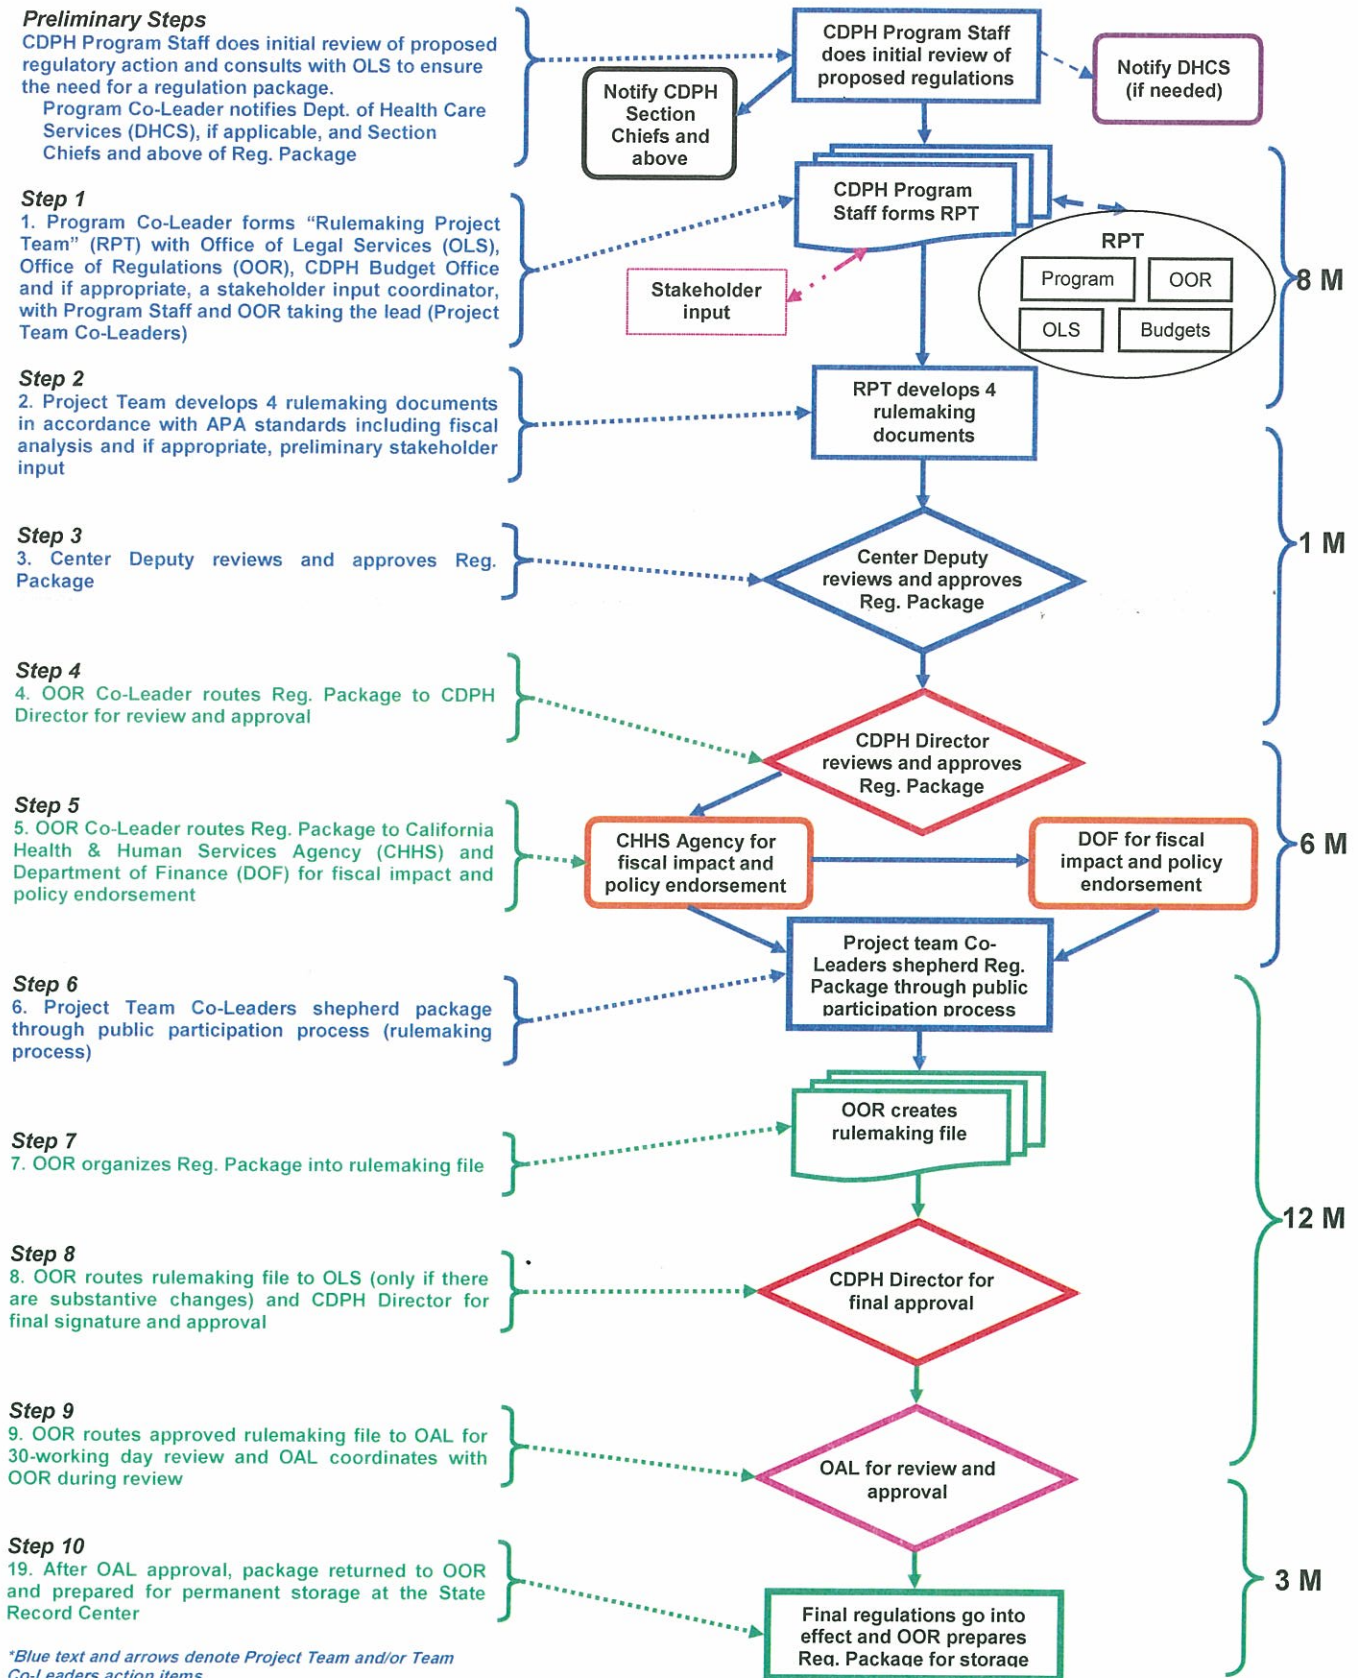 Preliminary Steps
CDPH Program Staff does initial review of proposed
regulatory action and consults with OLS to ensure
the need for a regulation package.
Program Co-Leader notifies Dept. of Health Care
Services (DHCS), if applicable, and Section
Chiefs and above of Reg. Package
CDPH Program Staff
does initial review of
proposed regulations
Notify DHCS
(if needed)
Notify CDPH
Section
Chiefs and
above
Step 1
1. Program Co-Leader forms “Rulemaking Project
Team” (RPT) with Office of Legal Services (OLS),
Office of Regulations (OOR), CDPH Budget Office
and if appropriate, a stakeholder input coordinator,
with Program Staff and OOR taking the lead (Project
Team Co-Leaders)
CDPH Program
Staff forms RPT
Stakeholder
input
RPT
Program
OOR
OLS
Budgets
8 M
Step 2
2. Project Team develops 4 rulemaking documents
in accordance with APA standards including fiscal
analysis and if appropriate, preliminary stakeholder
input
RPT develops 4
rulemaking
documents
Step 3
3. Center Deputy reviews and approves Reg.
Package
Center Deputy
reviews and approves
Reg. Package
1 M
Step 4
4. OOR Co-Leader routes Reg. Package to CDPH
Director for review and approval
CDPH Director
reviews and approves
Reg. Package
Step 5
5. OOR Co-Leader routes Reg. Package to California
Health & Human Services Agency (CHHS) and
Department of Finance (DOF) for fiscal impact and
policy endorsement
CHHS Agency for
fiscal impact and
policy endorsement
DOF for fiscal
impact and policy
endorsement
6 M
Step 6
6. Project Team Co-Leaders shepherd package
through public participation process (rulemaking
process)
Project team Co-
Leaders shepherd Reg.
Package through public
participation process
Step 7
7. OOR organizes Reg. Package into rulemaking file
OOR creates
rulemaking file
12 M
Step 8
8. OOR routes rulemaking file to OLS (only if there
are substantive changes) and CDPH Director for
final signature and approval
CDPH Director for
final approval
Step 9
9. OOR routes approved rulemaking file to OAL for
30-working day review and OAL coordinates with
OOR during review
OAL for review and
approval
Step 10
19. After OAL approval, package returned to OOR
and prepared for permanent storage at the State
Record Center
Final regulations go into
effect and OOR prepares
Reg. Package for storage
3 M
*Blue text and arrows denote Project Team and/or Team
Co-Leaders action items